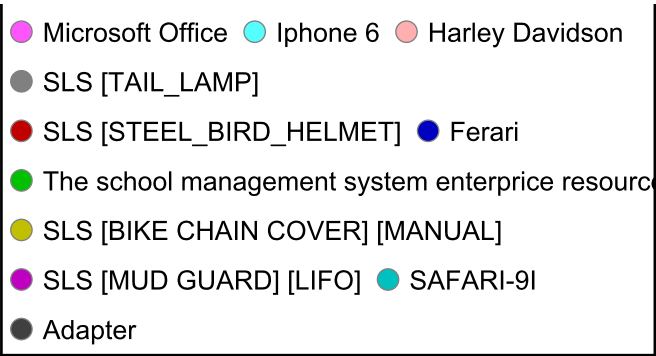 Microsoft Office Iphone 6 Harley Davidson
SLS [TAIL_LAMP]
SLS [STEEL_BIRD_HELMET] Ferari
The school management system enterprice resourc
SLS [BIKE CHAIN COVER] [MANUAL]
SLS [MUD GUARD] [LIFO] SAFARI-9I
Adapter